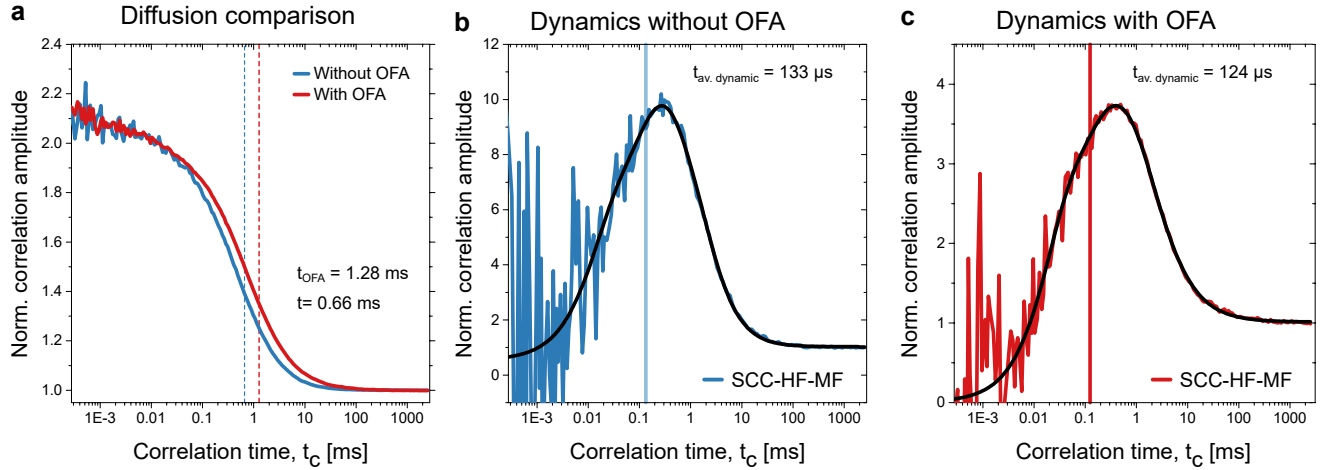 a
Diffusion comparison
2.4
2.2
2.0
1.8
1.6
1.4
1.2
1.0
Norm. correlation amplitude
Without OFA
With OFA
tOFA = 1.28 ms
t= 0.66 ms
1E-3 0.01 0.1 1 10 100 1000
Correlation time, tC [ms]
b
Dynamics without OFA
12
10
8
6
4
2
0
Norm. correlation amplitude
tav. dynamic = 133 µs
SCC-HF-MF
1E-3 0.01 0.1 1 10 100 1000
Correlation time, tC [ms]
c
Dynamics with OFA
4
3
2
1
0
Norm. correlation amplitude
tav. dynamic = 124 µs
SCC-HF-MF
1E-3 0.01 0.1 1 10 100 1000
Correlation time, tC [ms]